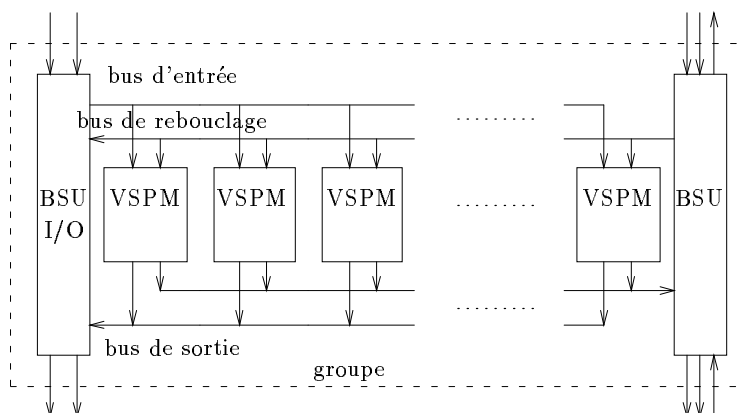 bus d'entrée
bus de rebouclage
BSU
I/O
VSPM
VSPM
VSPM
VSPM
BSU
bus de sortie
groupe